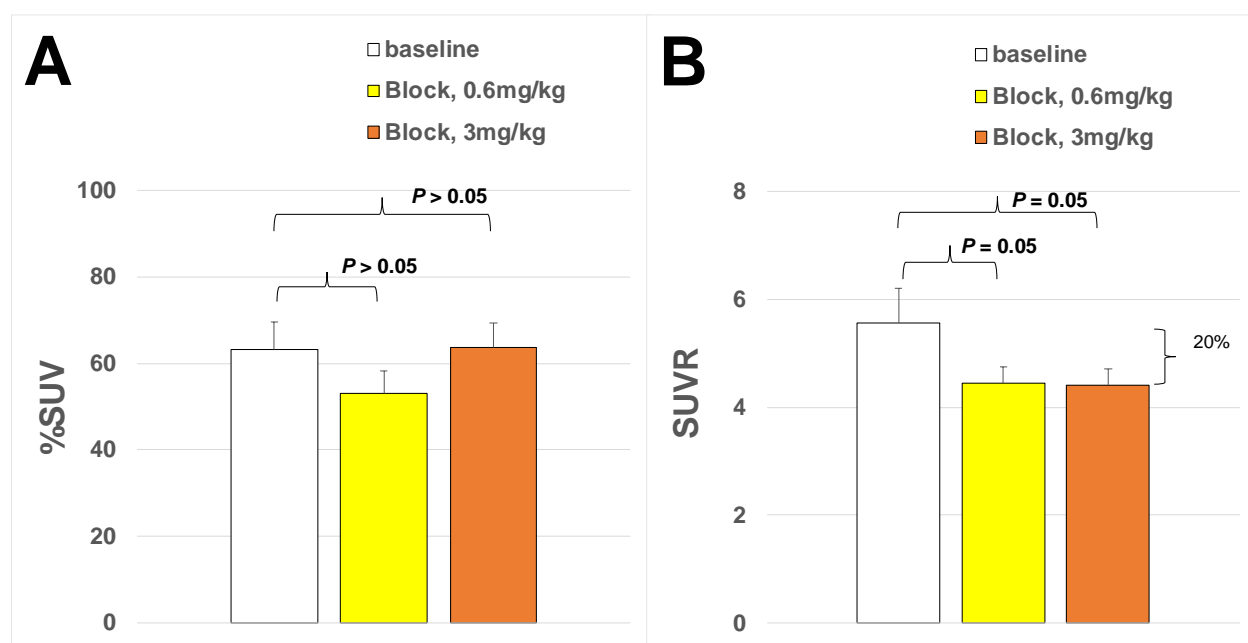 A
baseline
Block, 0.6mg/kg
Block, 3mg/kg
100
80
60
40
20
0
%SUV
P > 0.05
P > 0.05
B
baseline
Block, 0.6mg/kg
Block, 3mg/kg
8
6
4
2
0
SUVR
P = 0.05
P = 0.05
20%